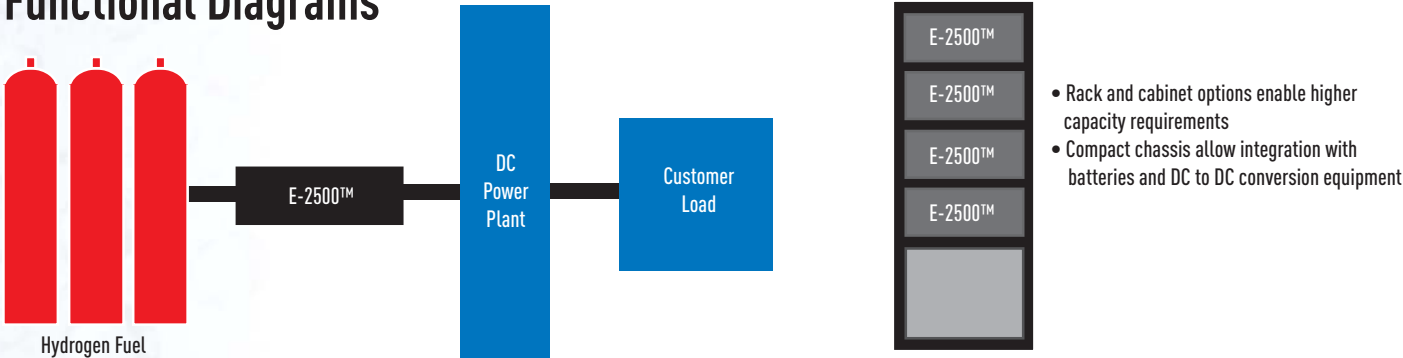 Functional Diagrams
E-2500™
DC
Power
Plant
Customer
Load
Hydrogen Fuel
E-2500™
E-2500™
E-2500™
E-2500™
• Rack and cabinet options enable higher
capacity requirements
• Compact chassis allow integration with
batteries and DC to DC conversion equipment